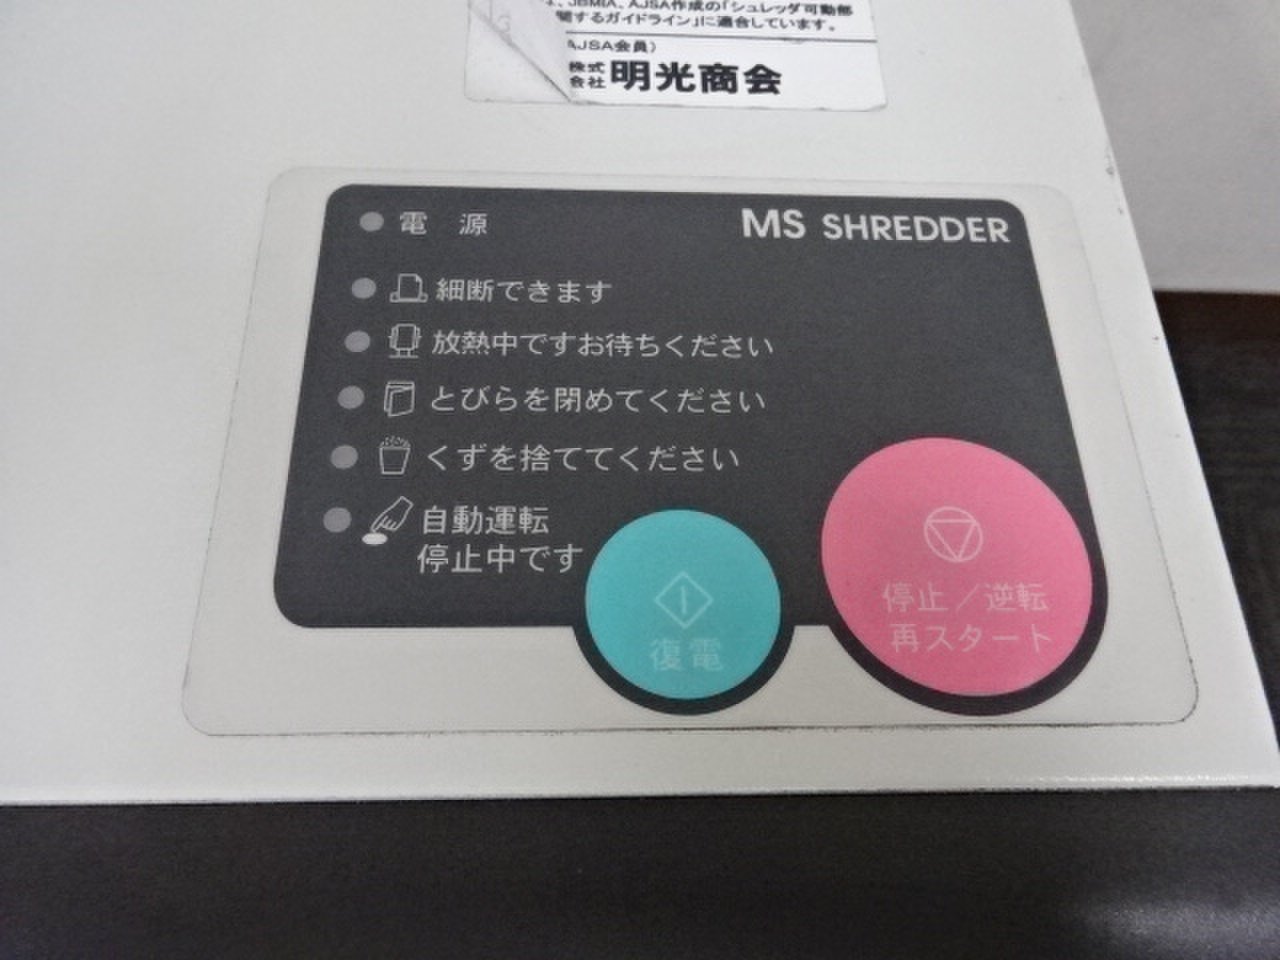 、JBMIA、AJSA作成の「シュレッダ可動部
関するガイドライン」に適合しています。
AJSA会員）
株式会社 明光商会
電 源
MS SHREDDER
細断できます
放熱中ですお待ちください
とびらを閉めてください
くずを捨ててください
自動運転
停止中です
復電
停止／逆転
再スタート